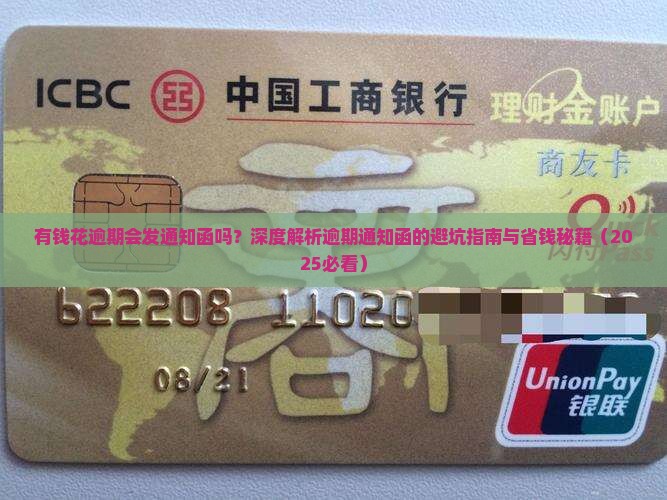 ICBC 中国工商银行
理财金账户
商友卡
有钱花逾期会发通知函吗？深度解析逾期通知函的避坑指南与省钱秘籍（20
25必看）
622208 11020
08/21
UnionPay
银联